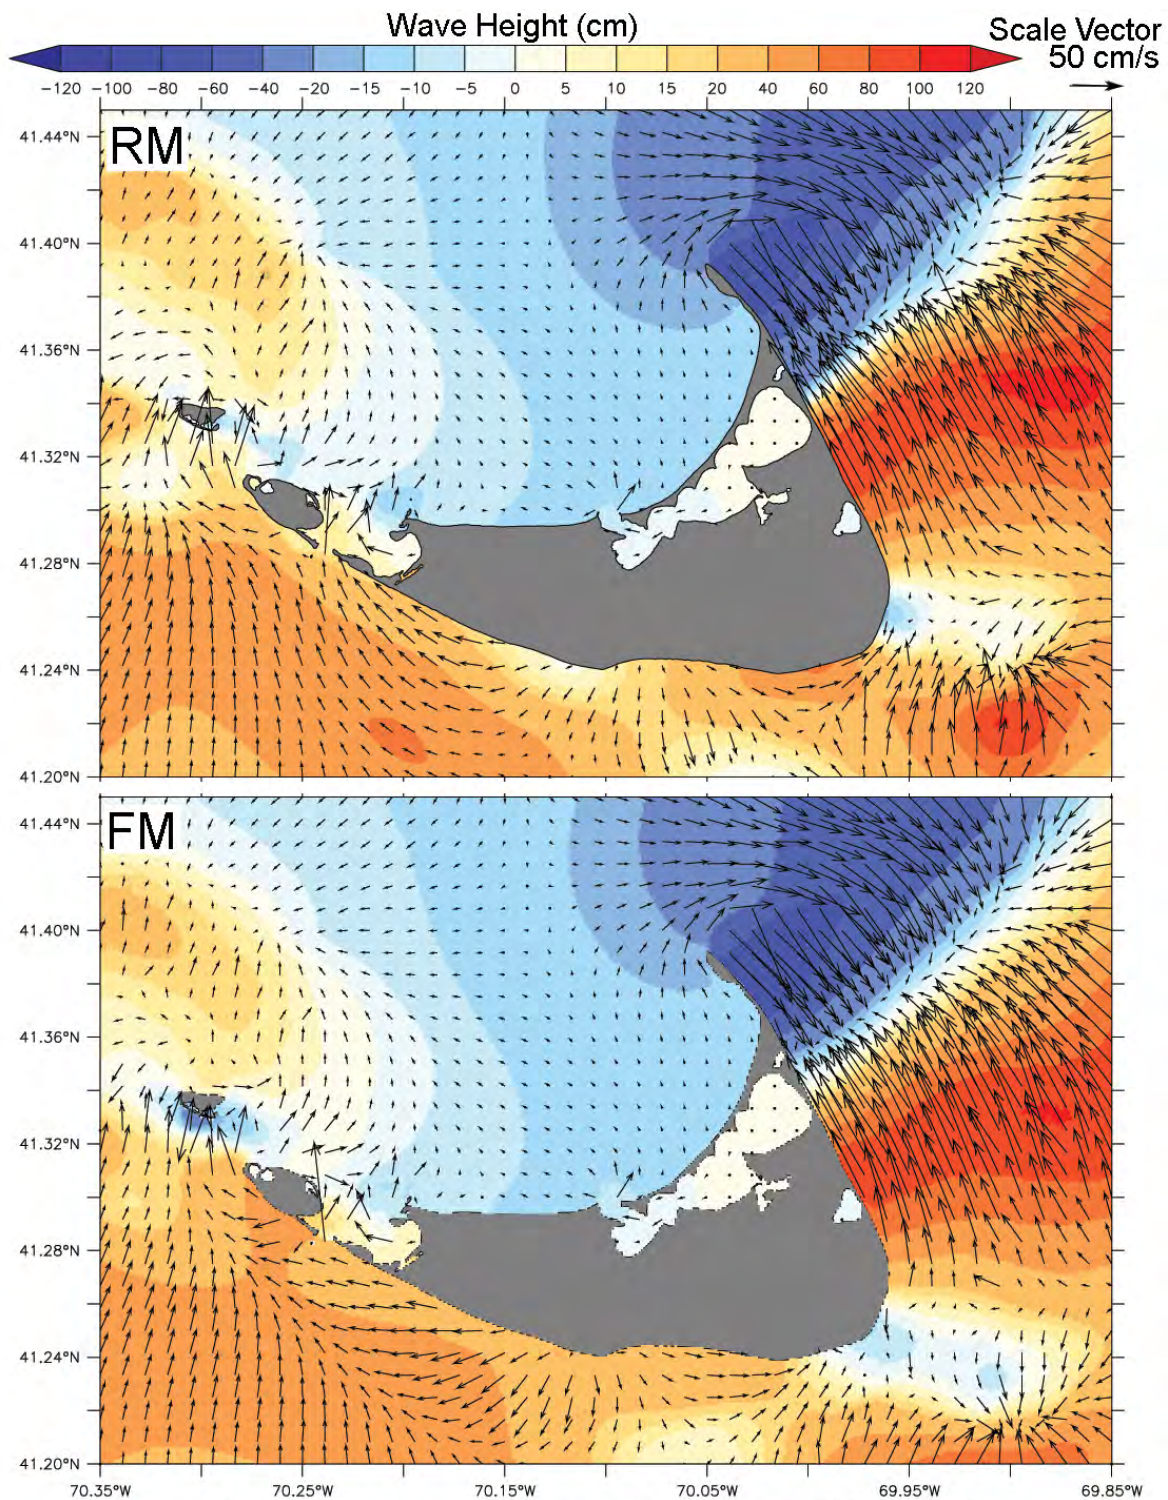 Wave Height (cm)
Scale Vector
50 cm/s
−120 −100 −80 −60 −40 −20 −15 −10 −5 0 5 10 15 20 40 60 80 100 120
RM
41.44°N
41.40°N
41.36°N
41.32°N
41.28°N
41.24°N
41.20°N
FM
41.44°N
41.40°N
41.36°N
41.32°N
41.28°N
41.24°N
41.20°N
70.35°W 70.25°W 70.15°W 70.05°W 69.95°W 69.85°W